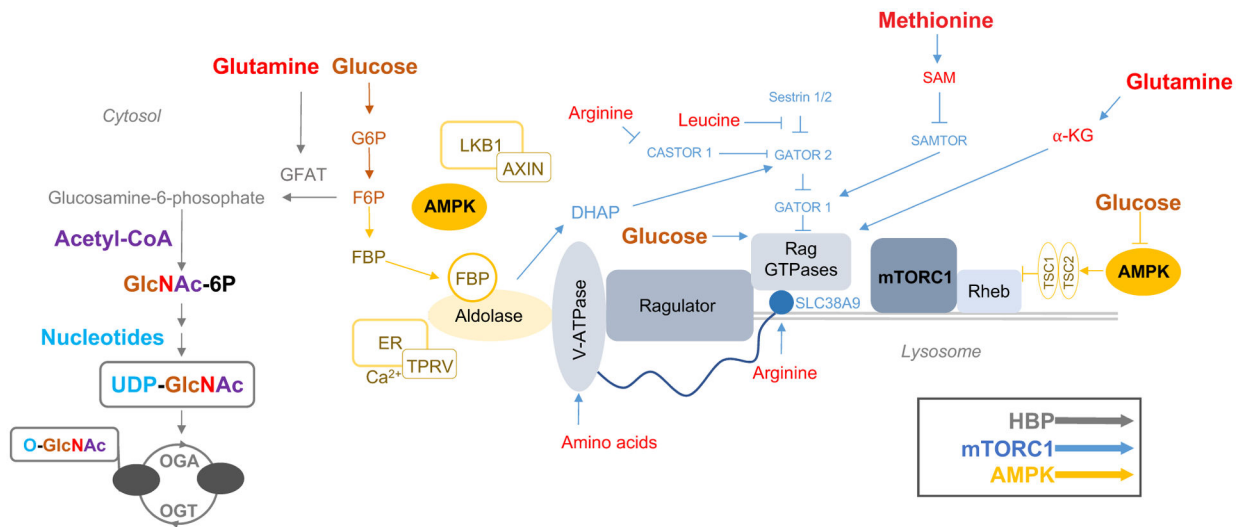 Methionine
Glutamine
Glucose
SAM
Glutamine
Cytosol
Sestrin 1/2
Arginine
Leucine
G6P
LKB1
AXIN
SAMTOR
α-KG
CASTOR 1
GATOR 2
GFAT
Glucosamine-6-phosophate
F6P
AMPK
DHAP
GATOR 1
Glucose
Acetyl-CoA
Glucose
Rag
GTPases
FBP
FBP
mTORC1
Rheb
TSC1
TSC2
AMPK
GlcNAc-6P
Aldolase
V-ATPase
Ragulator
SLC38A9
Nucleotides
ER
TPRV
Ca²⁺
Lysosome
Arginine
UDP-GlcNAc
HBP
mTORC1
AMPK
O-GlcNAc
Amino acids
OGA
OGT